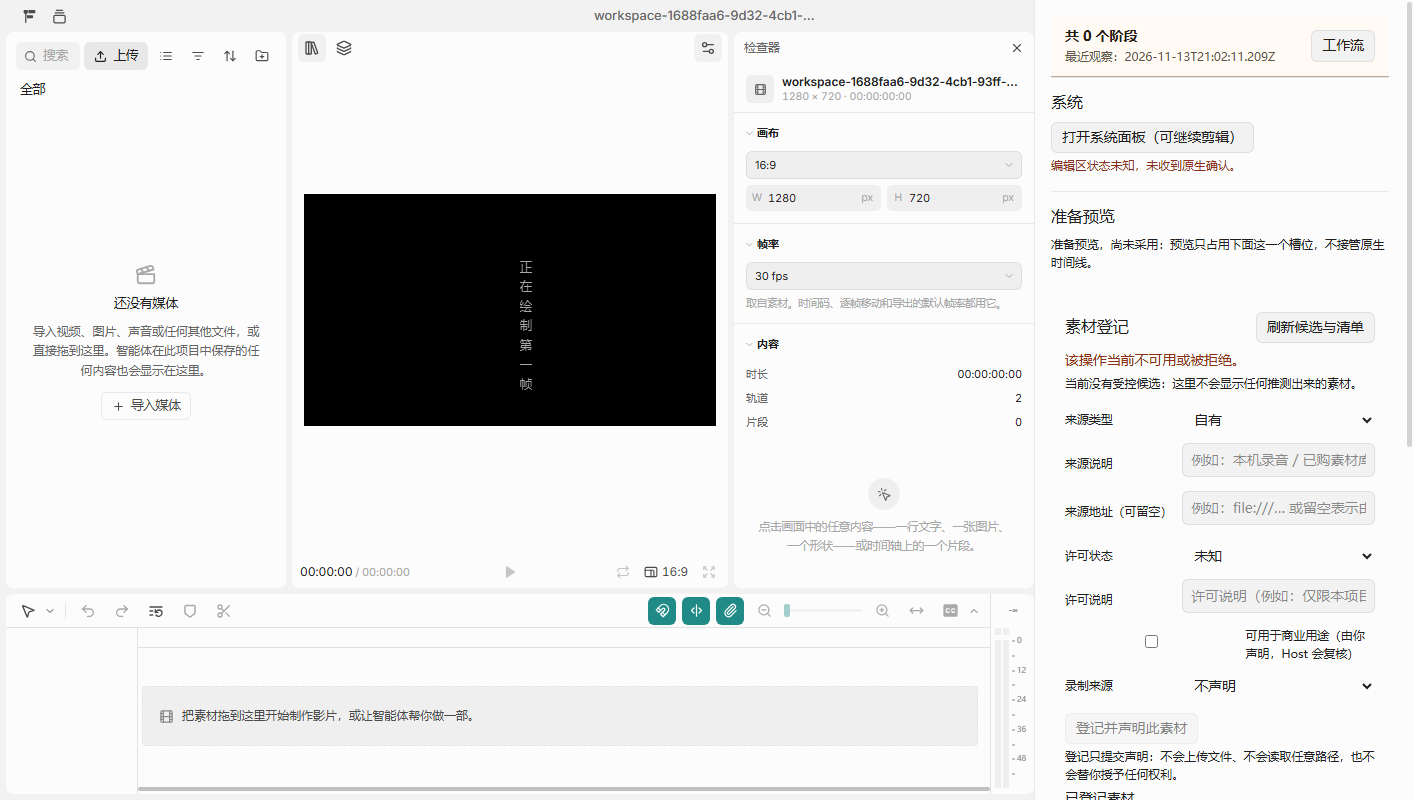 workspace-1688faa6-9d32-4cb1-...
搜索
上传
全部
还没有媒体
导入视频、图片、声音或任何其他文件，或
直接拖到这里。智能体在此项目中保存的任
何内容也会显示在这里。
导入媒体
正
在
绘
制
第
一
帧
00:00:00 / 00:00:00
16:9
检查器
workspace-1688faa6-9d32-4cb1-93ff-...
1280 × 720 · 00:00:00:00
画布
16:9
W 1280 px
H 720 px
帧率
30 fps
取自素材。时间码、逐帧移动和导出的默认帧率都用它。
内容
时长 00:00:00:00
轨道 2
片段 0
点击画面中的任意内容——一行文字、一张图片、
一个形状——或时间轴上的一个片段。
CC
把素材拖到这里开始制作影片，或让智能体帮你做一部。
-∞
-0
-12
-24
-36
-48
共 0 个阶段
最近观察：2026-11-13T21:02:11.209Z
工作流
系统
打开系统面板（可继续剪辑）
编辑区状态未知，未收到原生确认。
准备预览
准备预览，尚未采用：预览只占用下面这一个槽位，不接管原生
时间线。
素材登记
刷新候选与清单
该操作当前不可用或被拒绝。
当前没有受控候选：这里不会显示任何推测出来的素材。
来源类型 自有
来源说明 例如：本机录音 / 已购素材库
来源地址（可留空） 例如：file:///... 或留空表示由
许可状态 未知
许可说明 许可说明（例如：仅限本项目
可用于商业用途（由你
声明，Host 会复核）
录制来源 不声明
登记并声明此素材
登记只提交声明：不会上传文件、不会读取任意路径，也不
会替你授予任何权利。
已登记素材